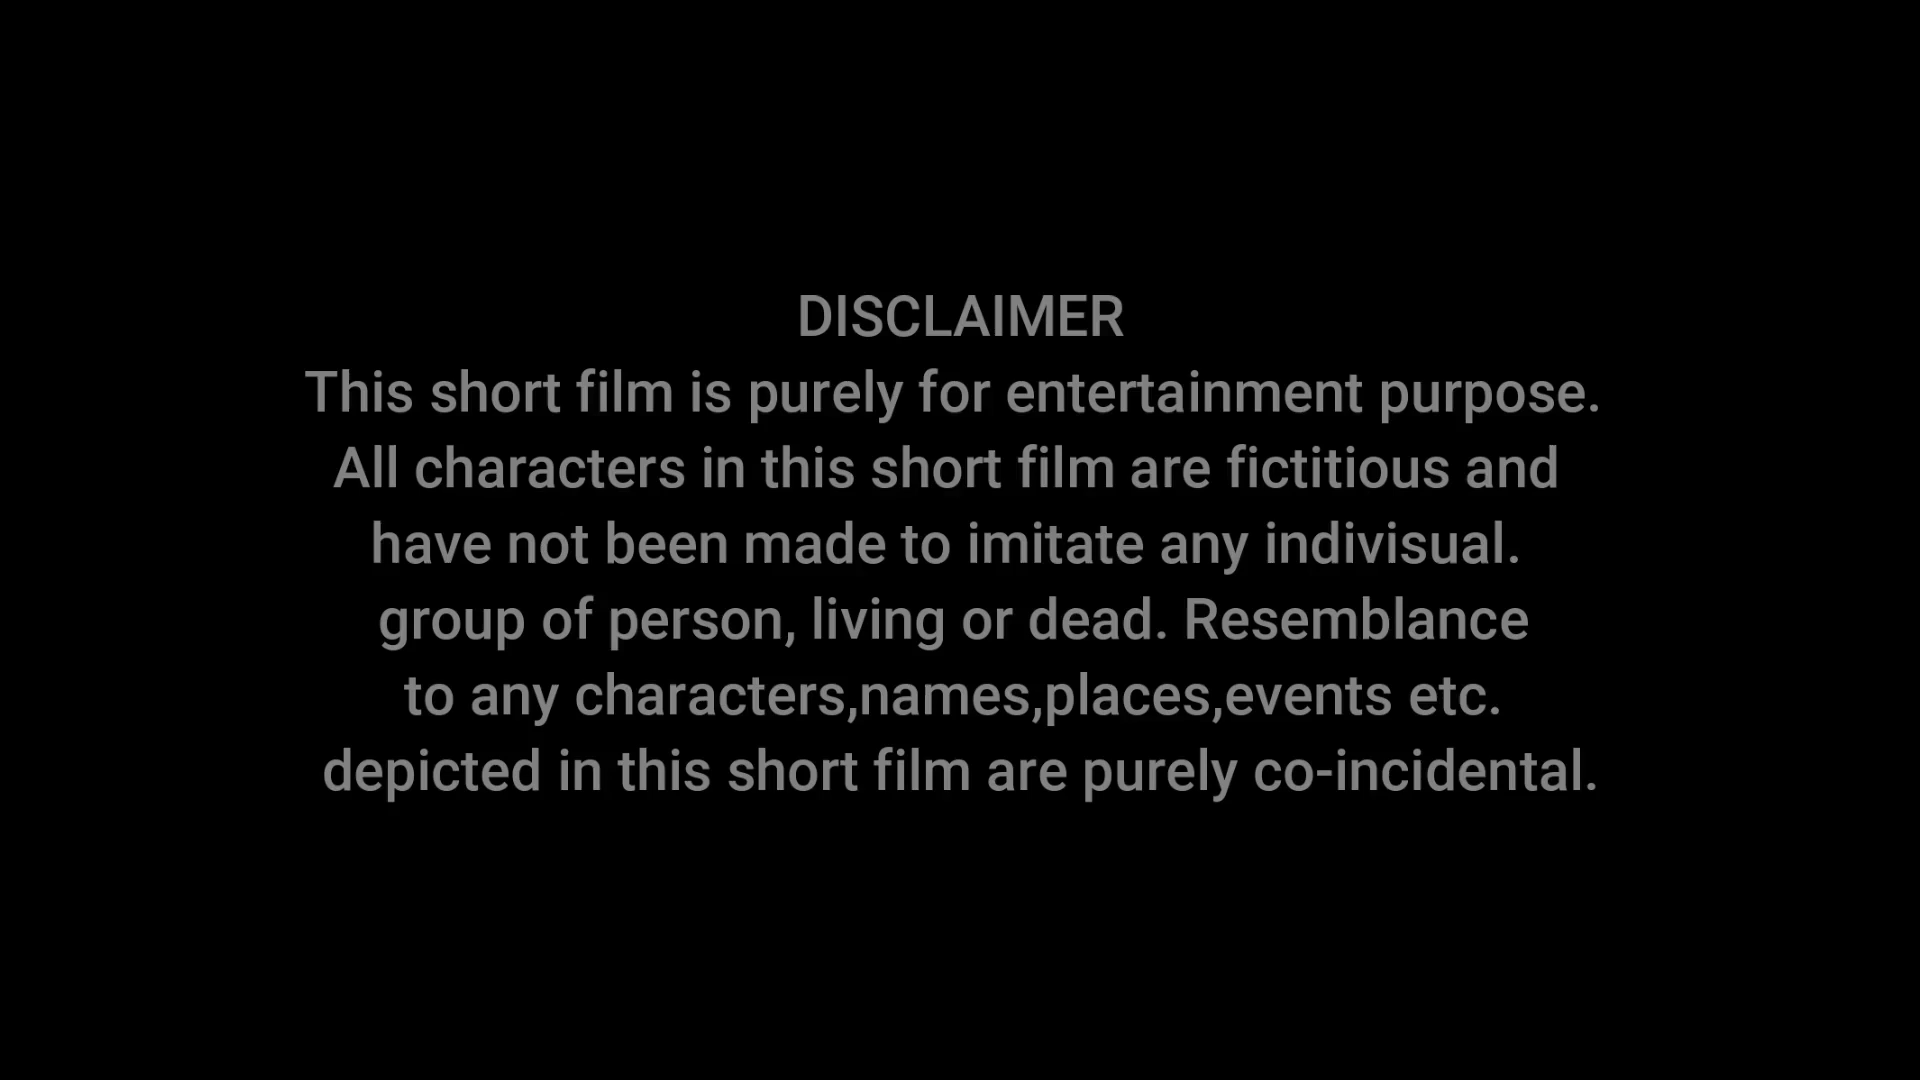 DISCLAIMER
This short film is purely for entertainment purpose.
All characters in this short film are fictitious and
have not been made to imitate any indivisual.
group of person, living or dead. Resemblance
to any characters,names,places,events etc.
depicted in this short film are purely co-incidental.